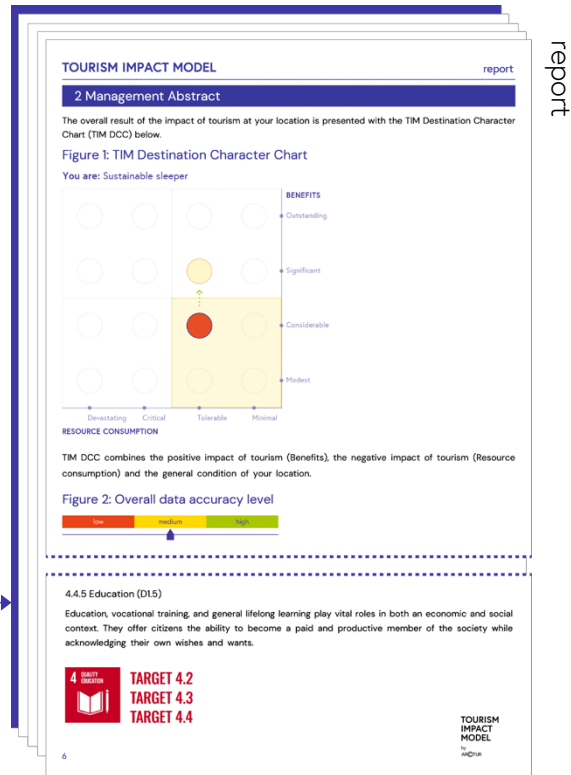 report
TOURISM IMPACT MODEL
report
2 Management Abstract
The overall result of the impact of tourism at your location is presented with the TIM Destination Character
Chart (TIM DCC) below.
Figure 1: TIM Destination Character Chart
You are: Sustainable sleeper
BENEFITS
Outstanding
Significant
Considerable
Modest
Devastating Critical Tolerable Minimal
RESOURCE CONSUMPTION
TIM DCC combines the positive impact of tourism (Benefits), the negative impact of tourism (Resource
consumption) and the general condition of your location.
Figure 2: Overall data accuracy level
low medium high
4.4.5 Education (D1.5)
Education, vocational training, and general lifelong learning play vital roles in both an economic and social
context. They offer citizens the ability to become a paid and productive member of the society while
acknowledging their own wishes and wants.
4 QUALITY
EDUCATION
TARGET 4.2
TARGET 4.3
TARGET 4.4
TOURISM
IMPACT
MODEL
by
ARCTUR
6